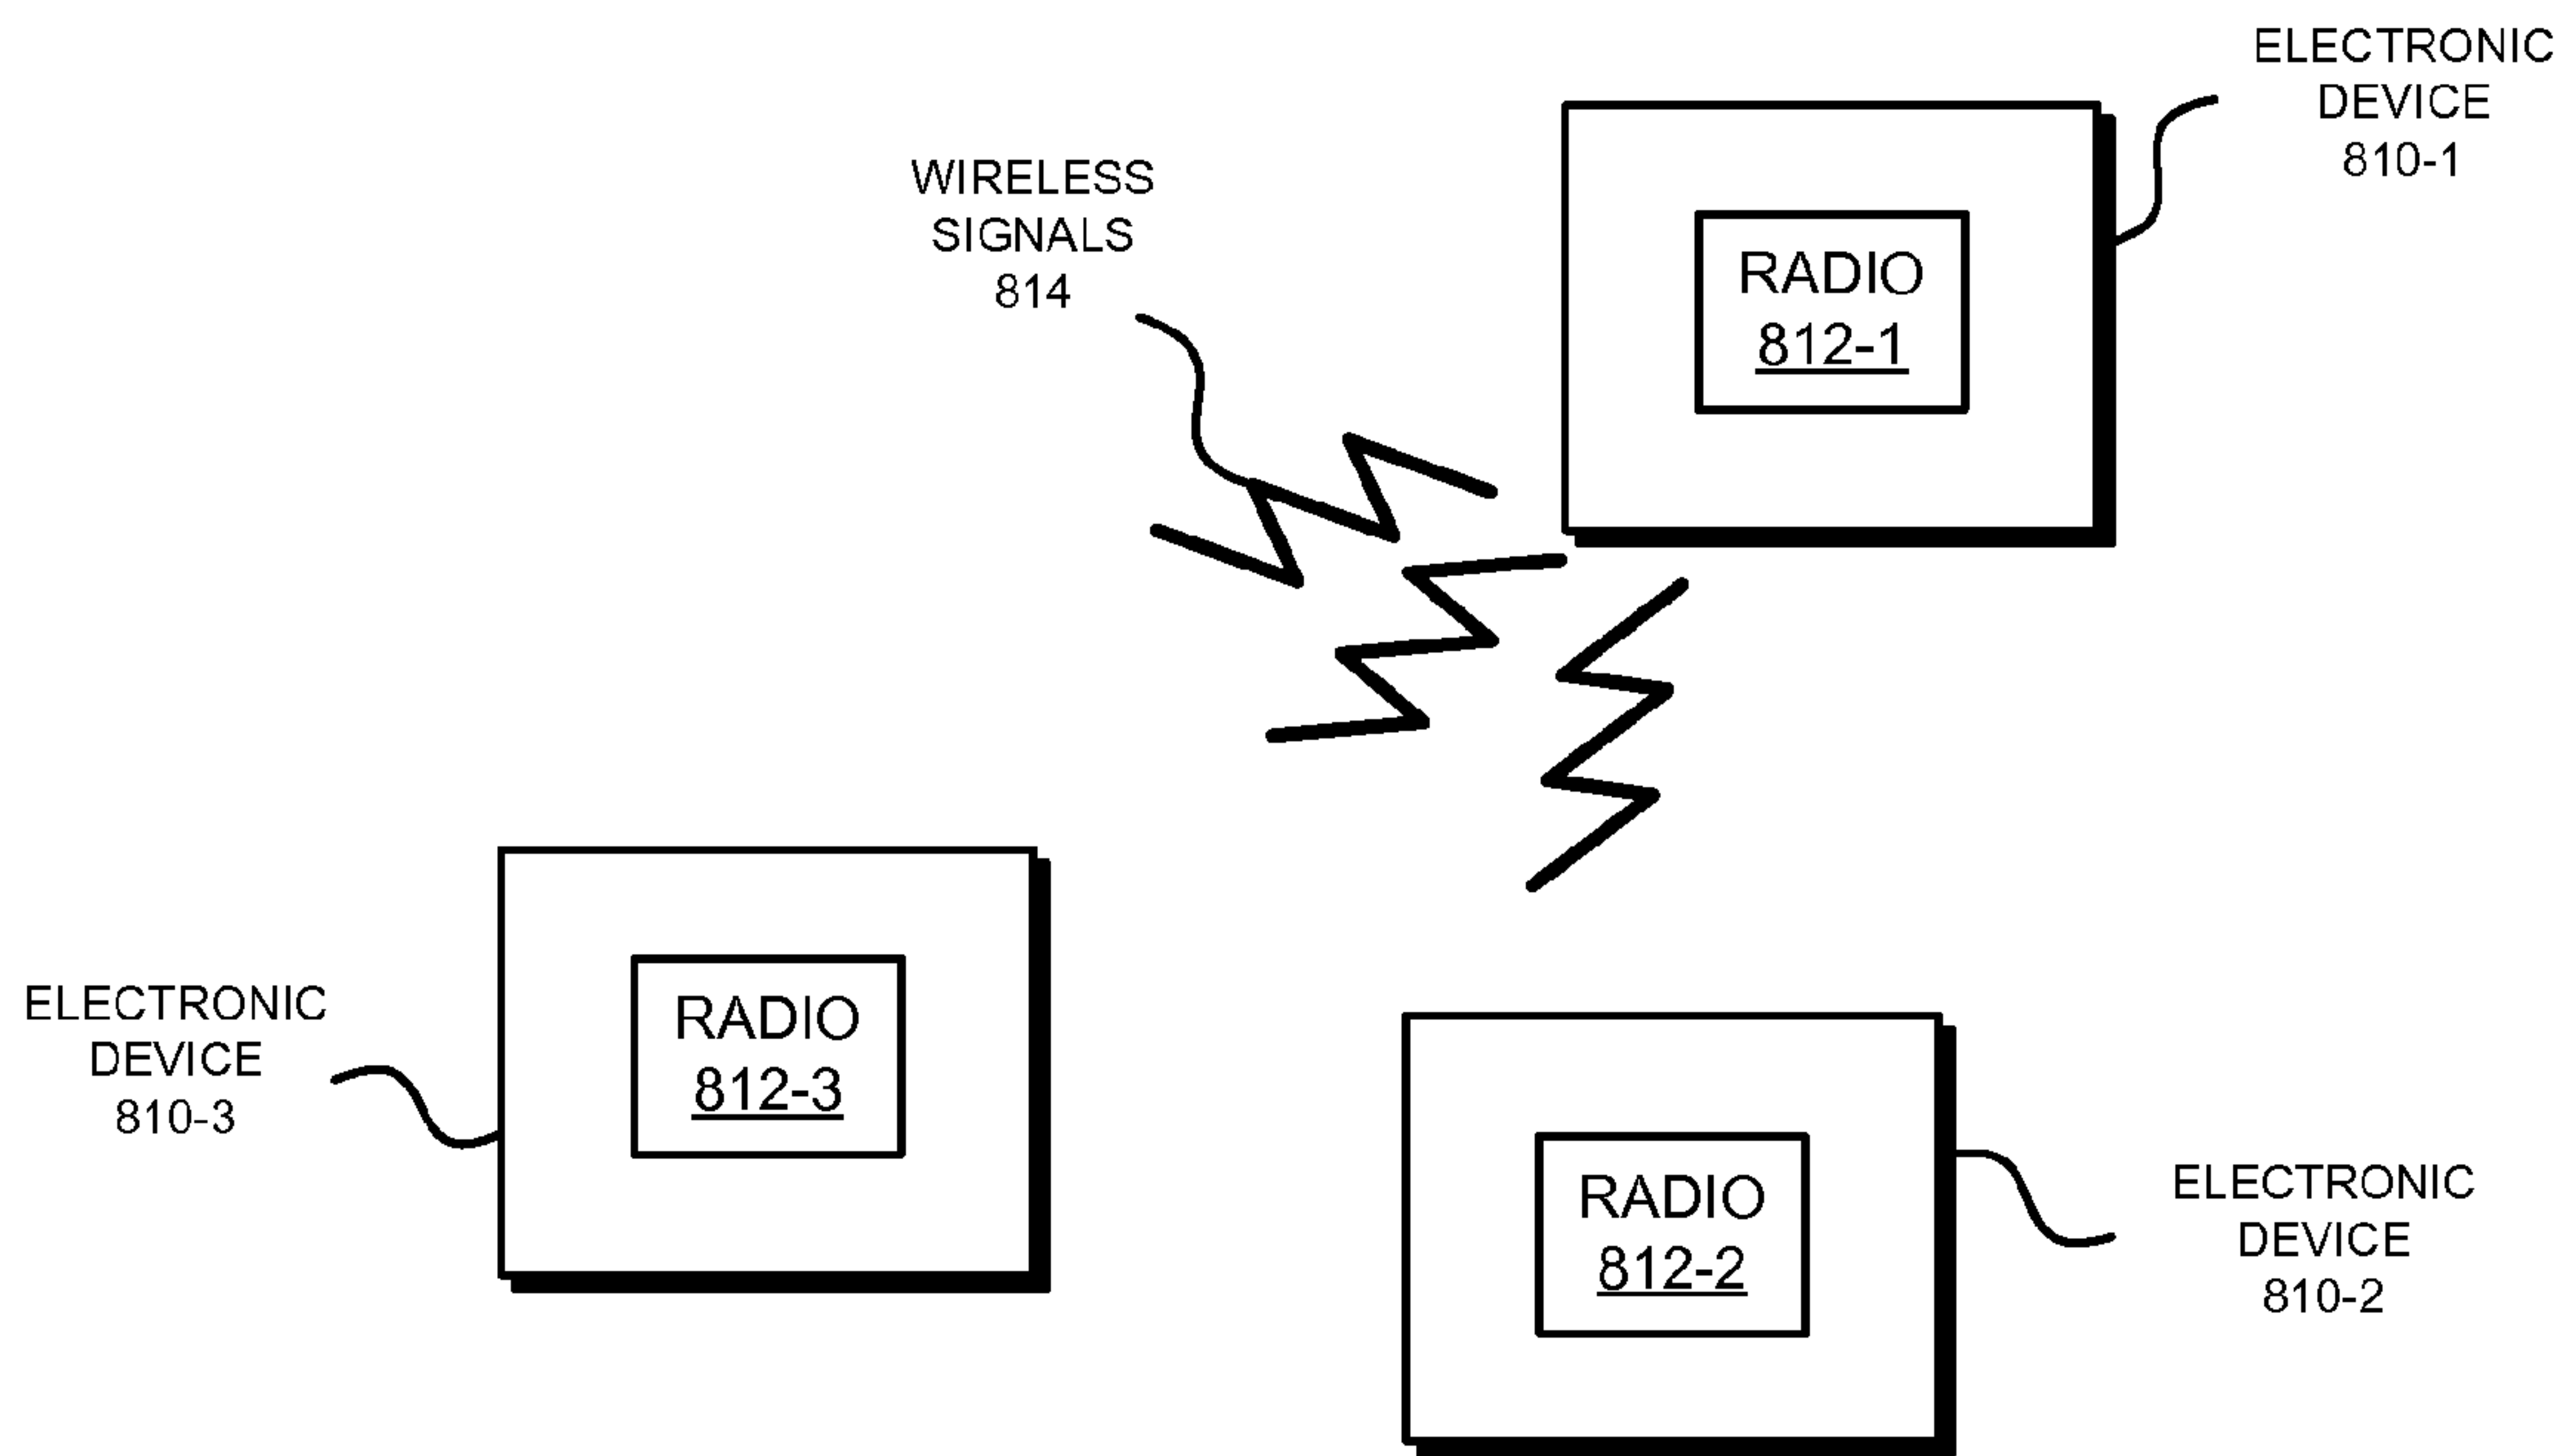 ELECTRONIC
DEVICE
810-1
WIRELESS
SIGNALS
814
RADIO
812-1
ELECTRONIC
DEVICE
810-3
RADIO
812-3
RADIO
812-2
ELECTRONIC
DEVICE
810-2